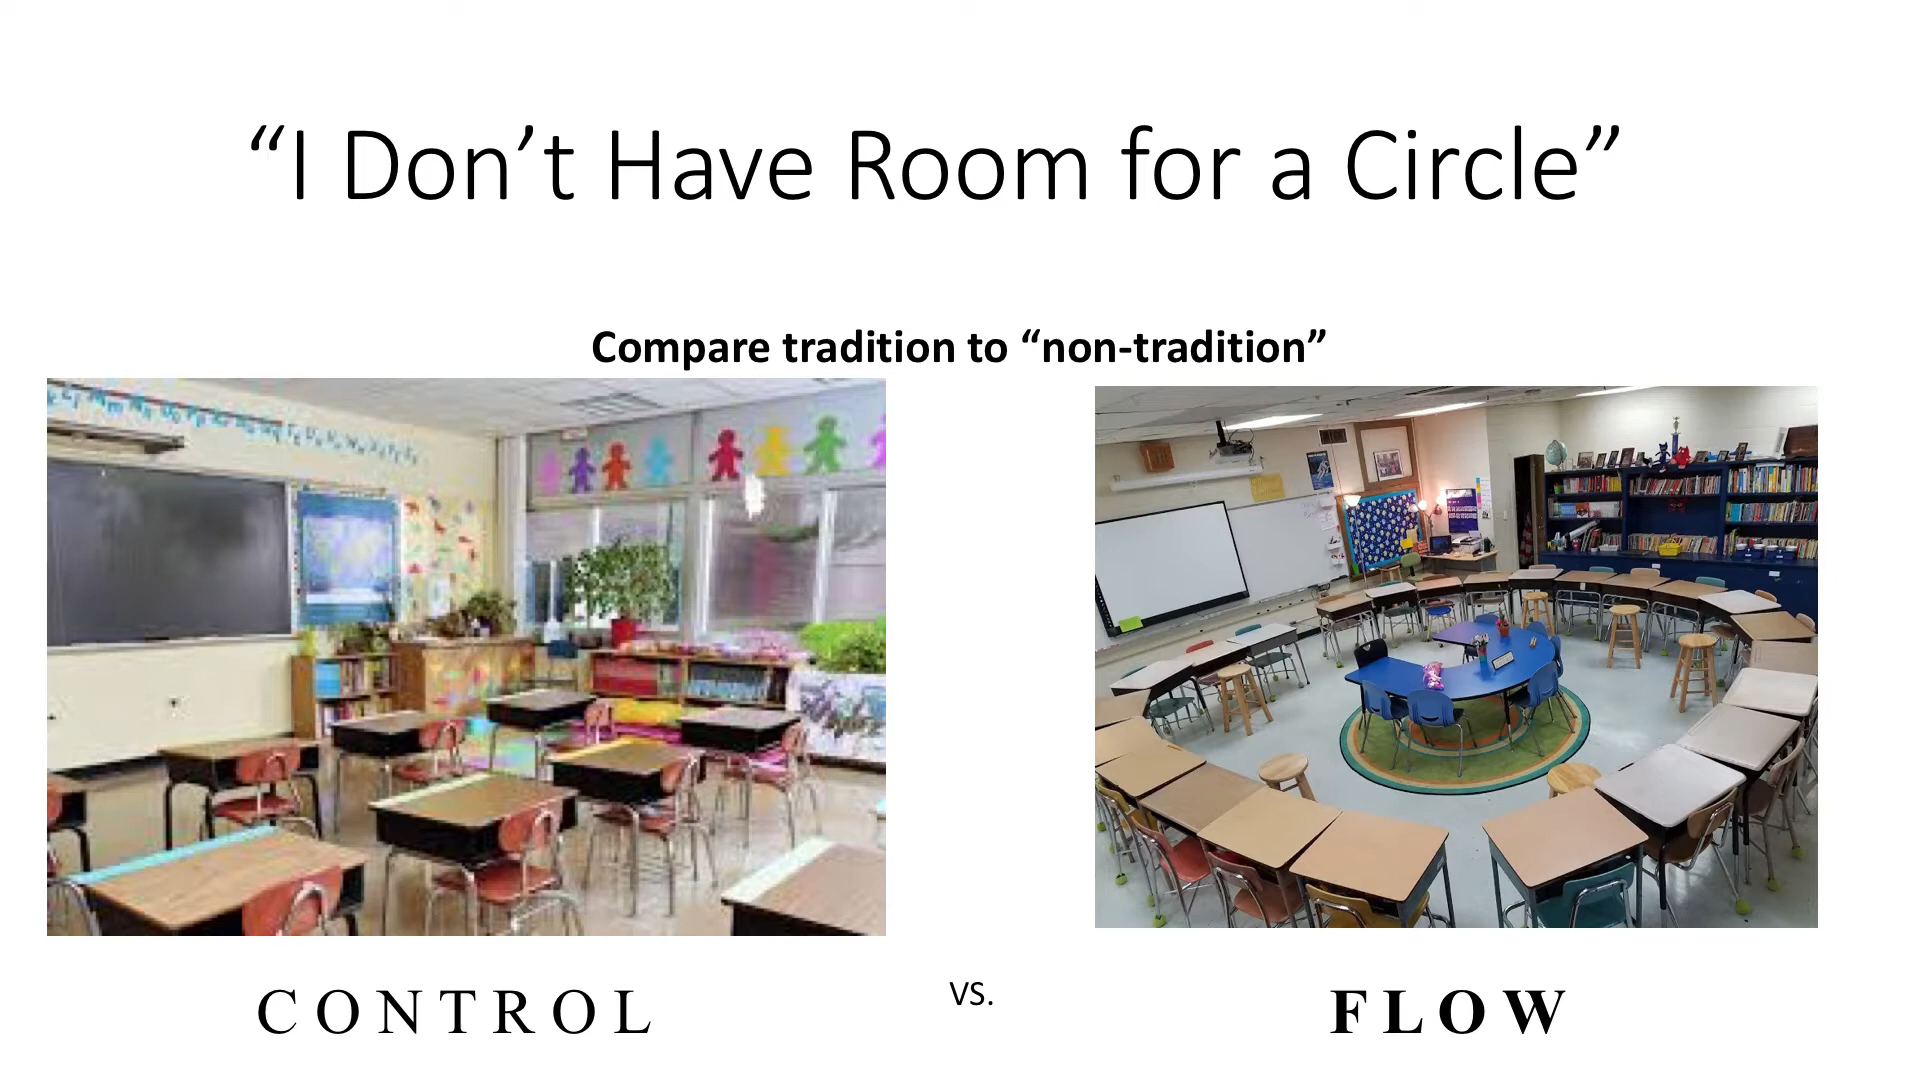 “I Don’t Have Room for a Circle”
Compare tradition to “non-tradition”
CONTROL
VS.
FLOW